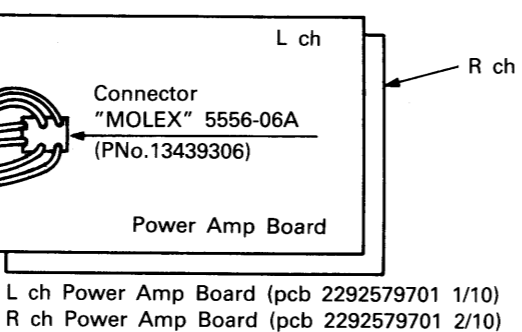 L ch
R ch
Connector
"MOLEX" 5556-06A
(PNo.13439306)
Power Amp Board
L ch Power Amp Board (pcb 2292579701 1/10)
R ch Power Amp Board (pcb 2292579701 2/10)